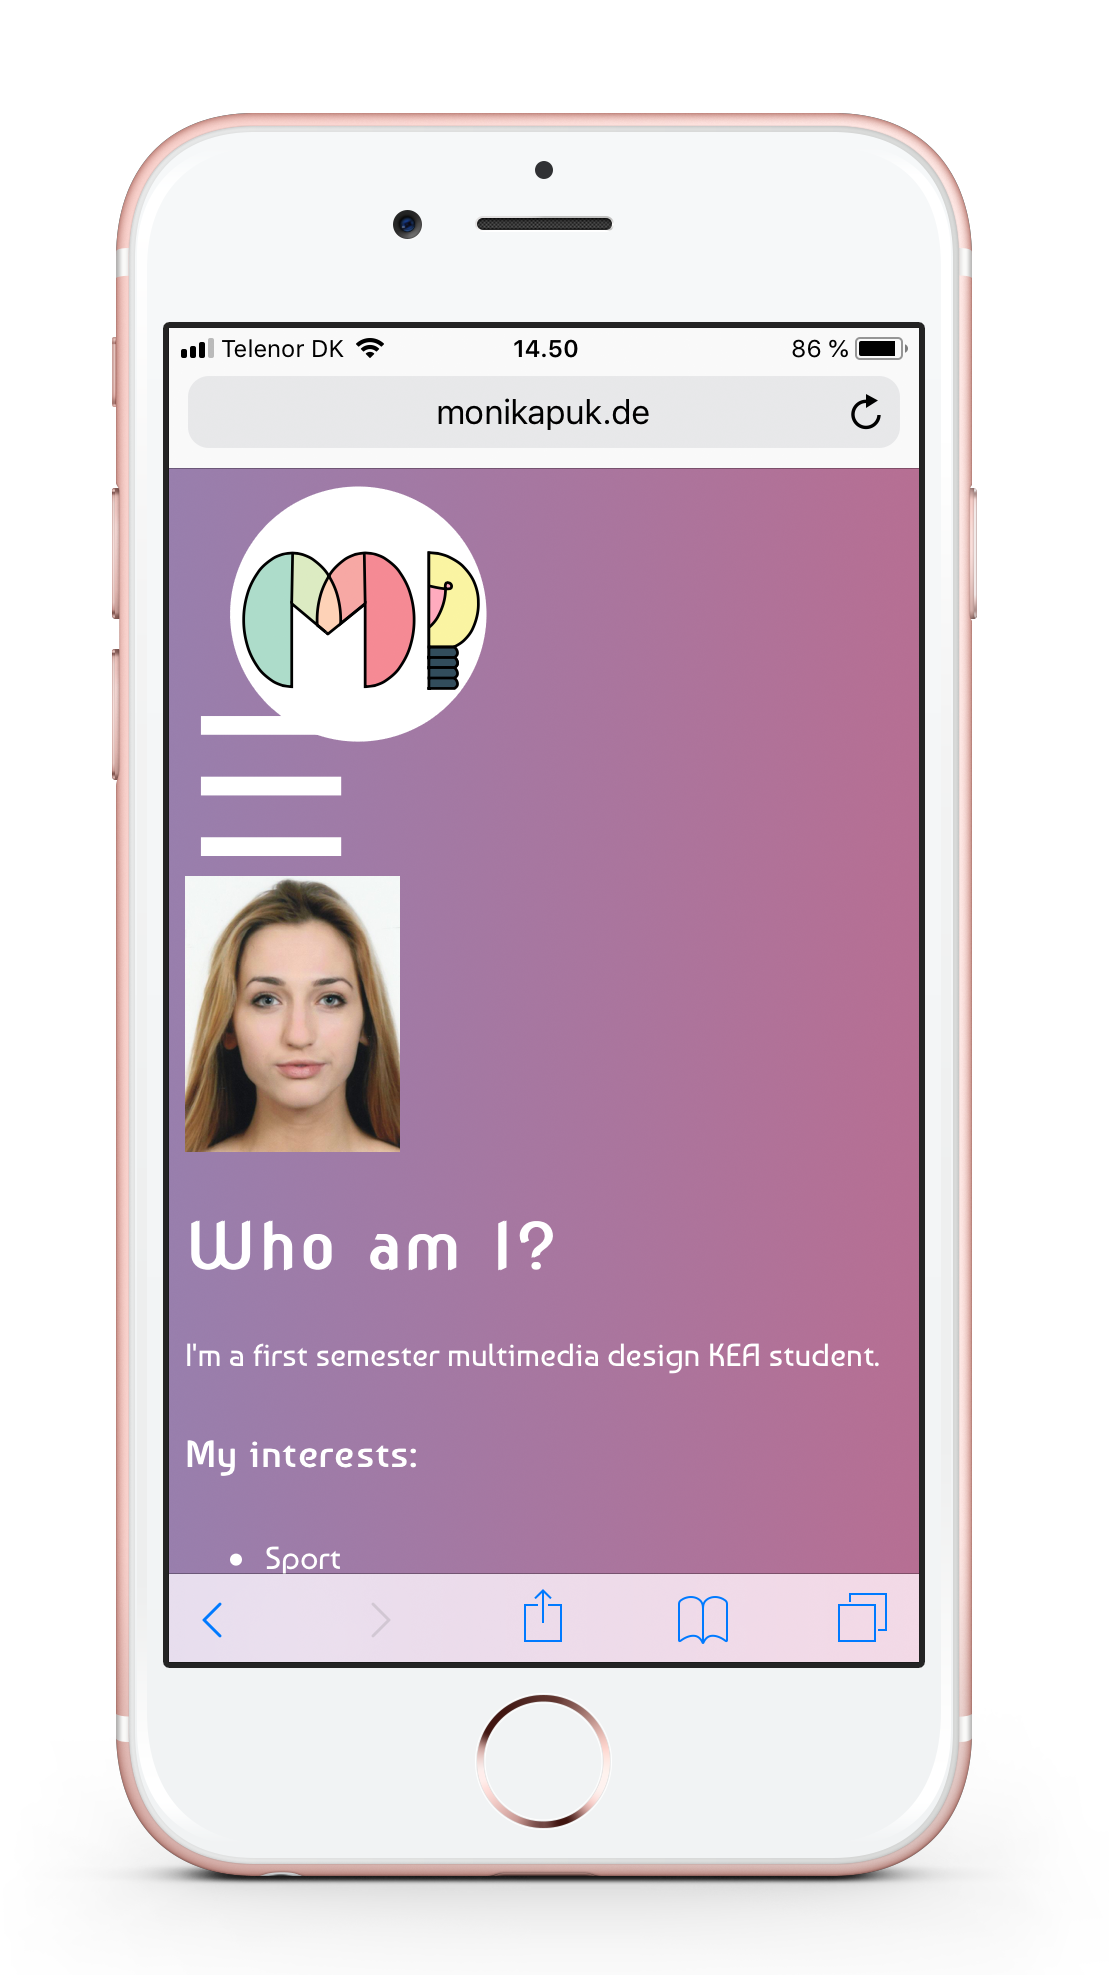 Telenor DK 14.50 86 %
monikapuk.de
MP
Who am I?
I'm a first semester multimedia design KEA student.
My interests:
Sport